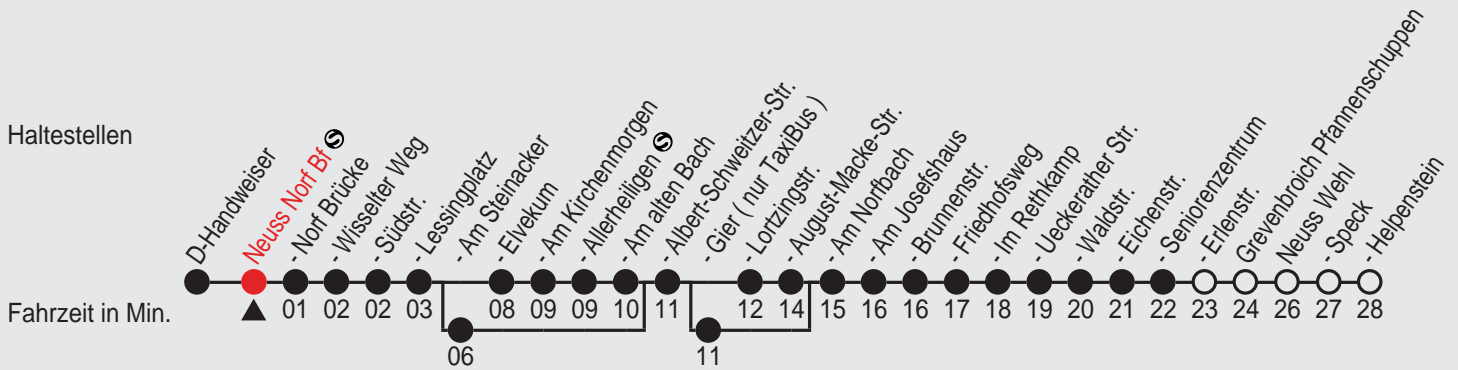 Haltestellen
D-Handweiser
Neuss Norf Bf S
- Norf Brücke
- Wisselter Weg
- Südstr.
- Lessingplatz
- Am Steinacker
- Elvekum
- Am Kirchenmorgen
- Allerheiligen S
- Am alten Bach
- Albert-Schweitzer-Str.
- Gier ( nur TaxiBus )
- Lortzingstr.
- August-Macke-Str.
- Am Norfbach
- Am Josefshaus
- Brunnenstr.
- Friedhofsweg
- Im Rethkamp
- Ueckerather Str.
- Waldstr.
- Eichenstr.
- Seniorenzentrum
- Erlenstr.
Grevenbroich Pfannenschuppen
Neuss Wehl
- Speck
- Helpenstein
Fahrzeit in Min.
01 02 02 03 08 09 09 10 11 12 14 15 16 16 17 18 19 20 21 22 23 24 26 27 28
06 11